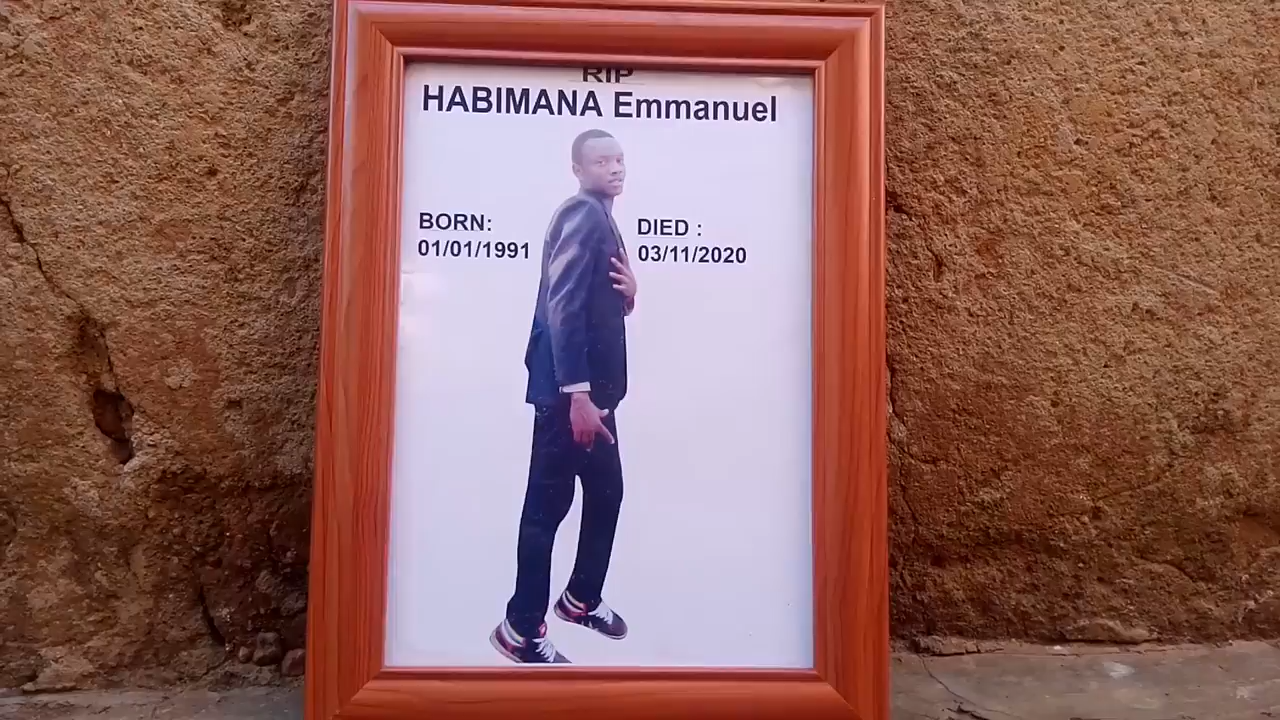 RIP
HABIMANA Emmanuel
BORN:
01/01/1991
DIED :
03/11/2020